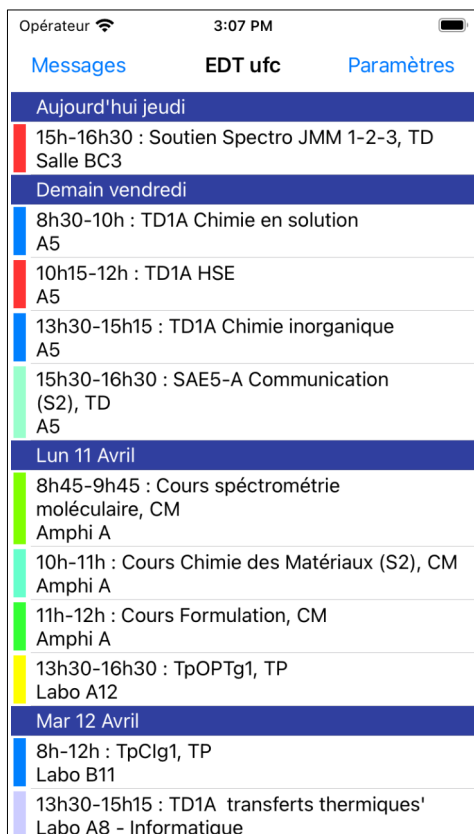 Opérateur 3:07 PM
Messages EDT ufc Paramètres
Aujourd'hui jeudi
15h-16h30 : Soutien Spectro JMM 1-2-3, TD
Salle BC3
Demain vendredi
8h30-10h : TD1A Chimie en solution
A5
10h15-12h : TD1A HSE
A5
13h30-15h15 : TD1A Chimie inorganique
A5
15h30-16h30 : SAE5-A Communication
(S2), TD
A5
Lun 11 Avril
8h45-9h45 : Cours spéctrométrie
moléculaire, CM
Amphi A
10h-11h : Cours Chimie des Matériaux (S2), CM
Amphi A
11h-12h : Cours Formulation, CM
Amphi A
13h30-16h30 : TpOPTg1, TP
Labo A12
Mar 12 Avril
8h-12h : TpCIg1, TP
Labo B11
13h30-15h15 : TD1A  transferts thermiques'
Labo A8 - Informatique